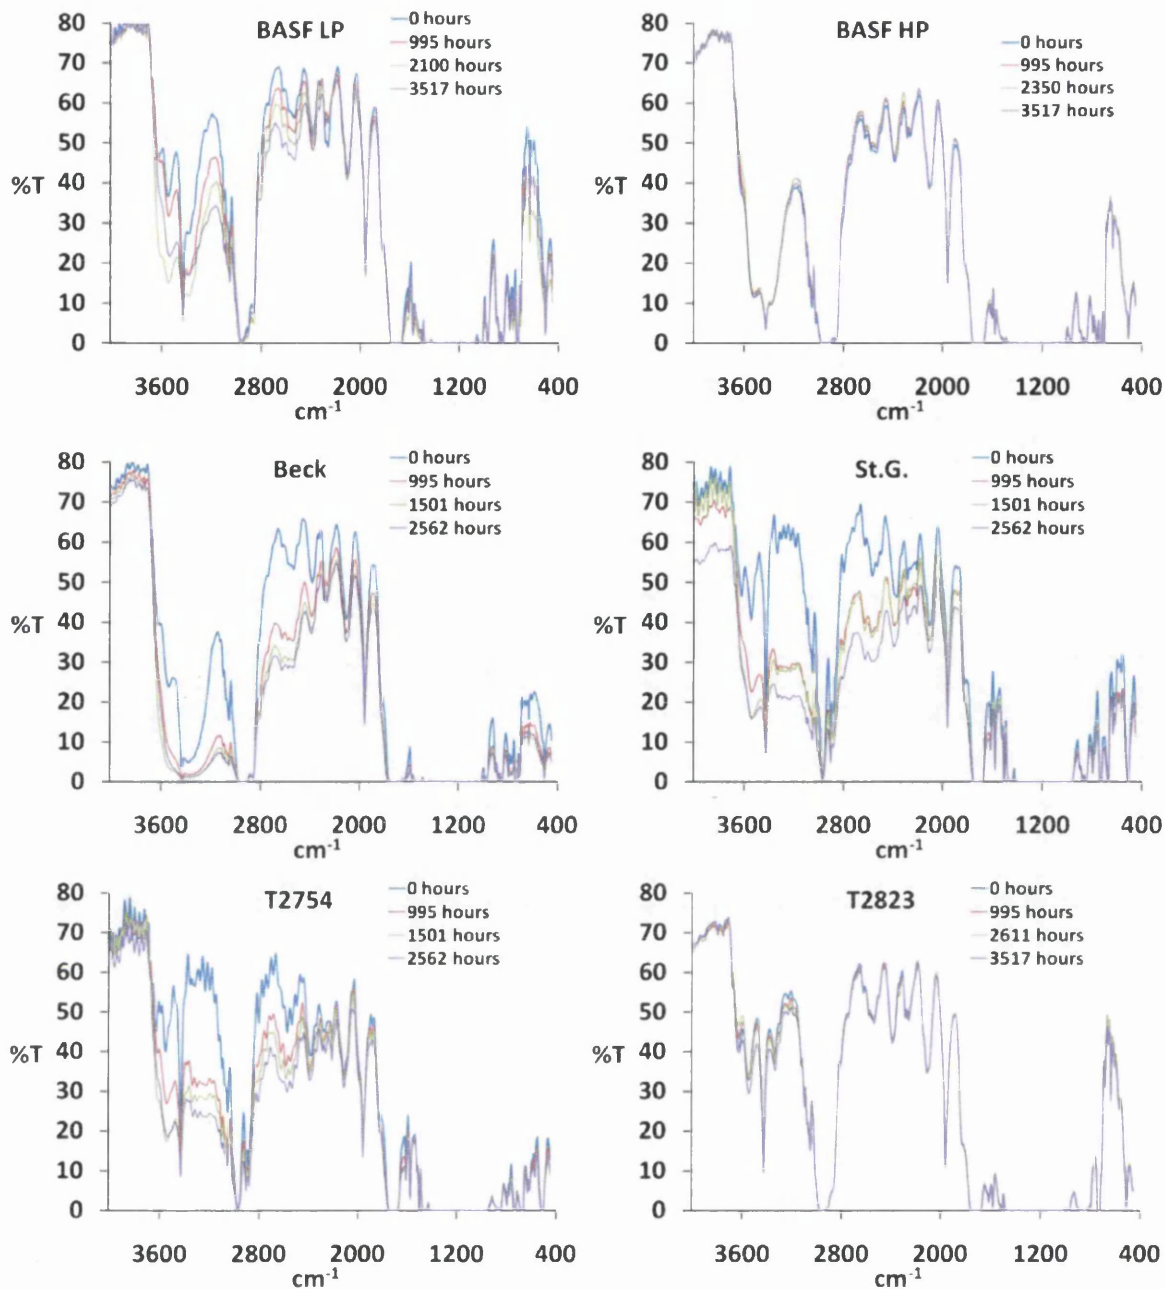 BASF LP
0 hours
995 hours
2100 hours
3517 hours
80
70
60
50
40
30
20
10
0
%T
3600 2800 2000 1200 400
cm⁻¹
BASF HP
0 hours
995 hours
2350 hours
3517 hours
80
70
60
50
40
30
20
10
0
%T
3600 2800 2000 1200 400
cm⁻¹
Beck
0 hours
995 hours
1501 hours
2562 hours
80
70
60
50
40
30
20
10
0
%T
3600 2800 2000 1200 400
cm⁻¹
St.G.
0 hours
995 hours
1501 hours
2562 hours
80
70
60
50
40
30
20
10
0
%T
3600 2800 2000 1200 400
cm⁻¹
T2754
0 hours
995 hours
1501 hours
2562 hours
80
70
60
50
40
30
20
10
0
%T
3600 2800 2000 1200 400
cm⁻¹
T2823
0 hours
995 hours
2611 hours
3517 hours
80
70
60
50
40
30
20
10
0
%T
3600 2800 2000 1200 400
cm⁻¹